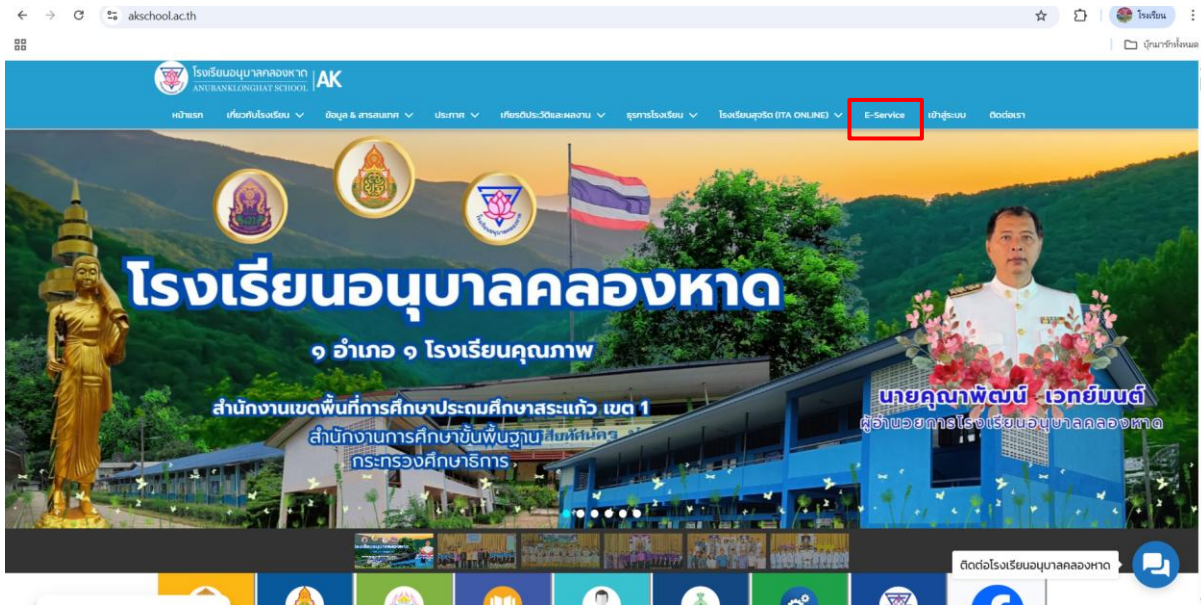 akschool.ac.th
โรงเรียน
บุ๊กมาร์กทั้งหมด
โรงเรียนอนุบาลคลองหาด
ANUBANKLONGHAT SCHOOL
AK
หน้าแรก เกี่ยวกับโรงเรียน ข้อมูล & สารสนเทศ ประกาศ เกียรติประวัติและผลงาน ธุรการโรงเรียน โรงเรียนสุจริต (ITA ONLINE) E-Service เข้าสู่ระบบ ติดต่อเรา
โรงเรียนอนุบาลคลองหาด
๑ อำเภอ ๑ โรงเรียนคุณภาพ
สำนักงานเขตพื้นที่การศึกษาประถมศึกษาสระแก้ว เขต 1
สำนักงานการศึกษาขั้นพื้นฐาน
กระทรวงศึกษาธิการ
นายคุณาพัฒน์ เวทย์มนต์
ผู้อำนวยการโรงเรียนอนุบาลคลองหาด
ติดต่อโรงเรียนอนุบาลคลองหาด